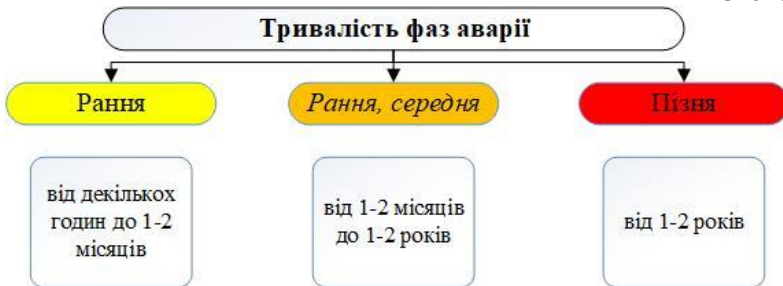 Тривалість фаз аварії
Рання
Рання, середня
Пізня
від декількох
годин до 1-2
місяців
від 1-2 місяців
до 1-2 років
від 1-2 років